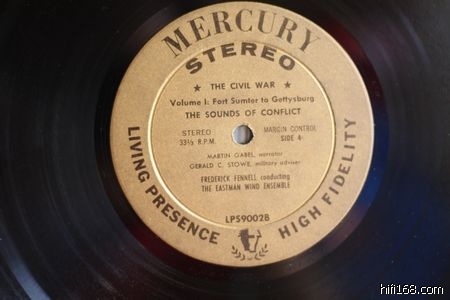 MERCURY
STEREO
★ THE CIVIL WAR ★
Volume I: Fort Sumter to Gettysburg
THE SOUNDS OF CONFLICT
STEREO
33⅓ R.P.M.
MARGIN CONTROL
SIDE 4
MARTIN GABEL, narrator
GERALD C. STOWE, military adviser
FREDERICK FENNELL conducting
THE EASTMAN WIND ENSEMBLE
LPS9002B
LIVING PRESENCE
HIGH FIDELITY
hifi168.com